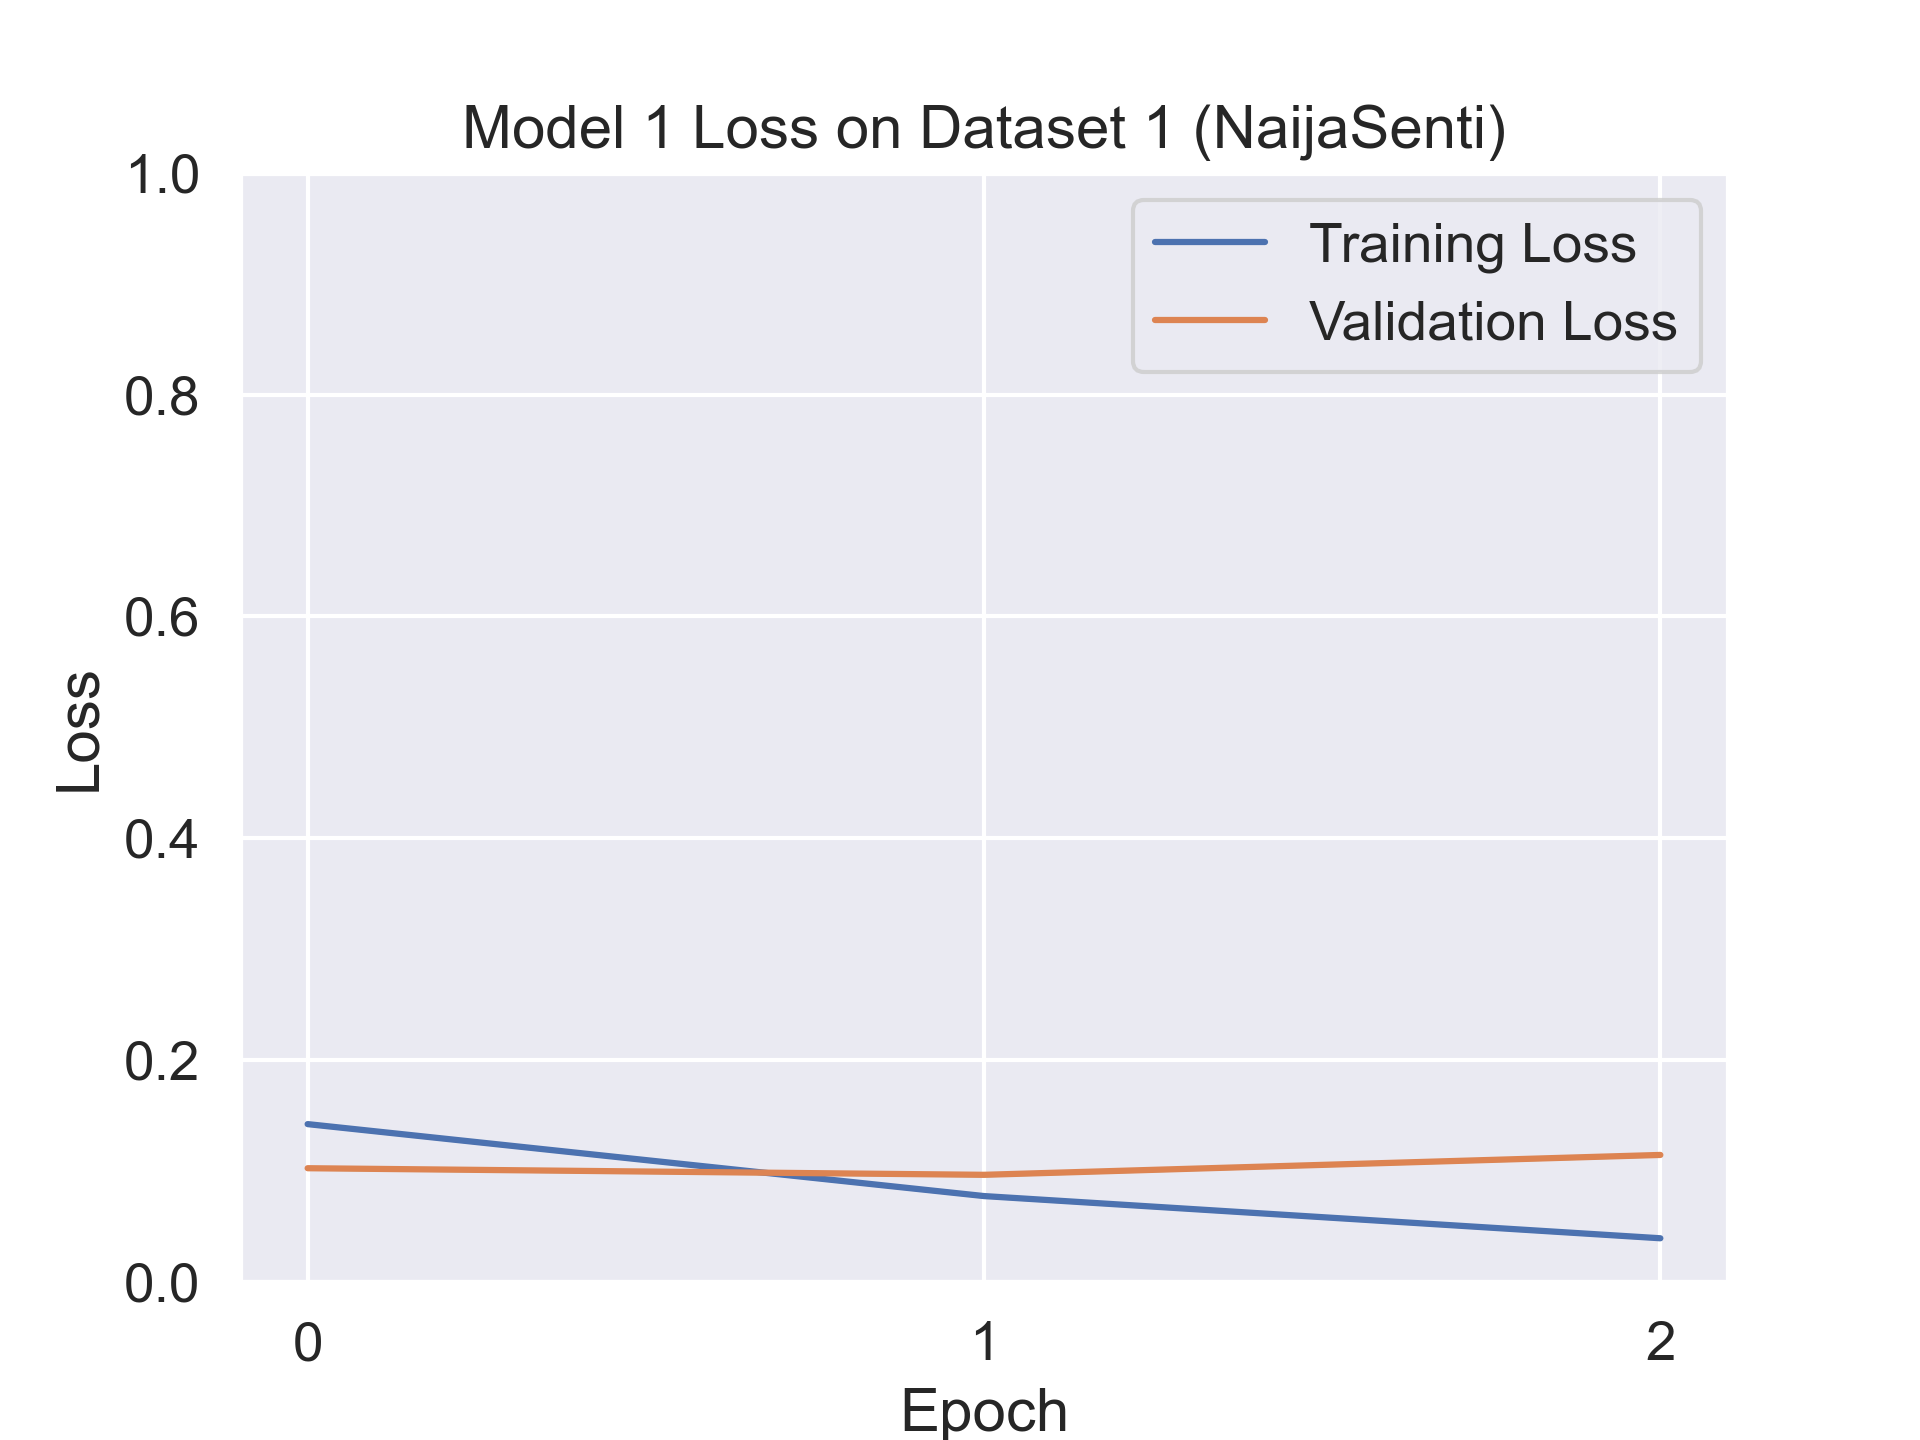 Model 1 Loss on Dataset 1 (NaijaSenti)
1.0
Training Loss
Validation Loss
0.8
0.6
Loss
0.4
0.2
0.0
0 1 2
Epoch